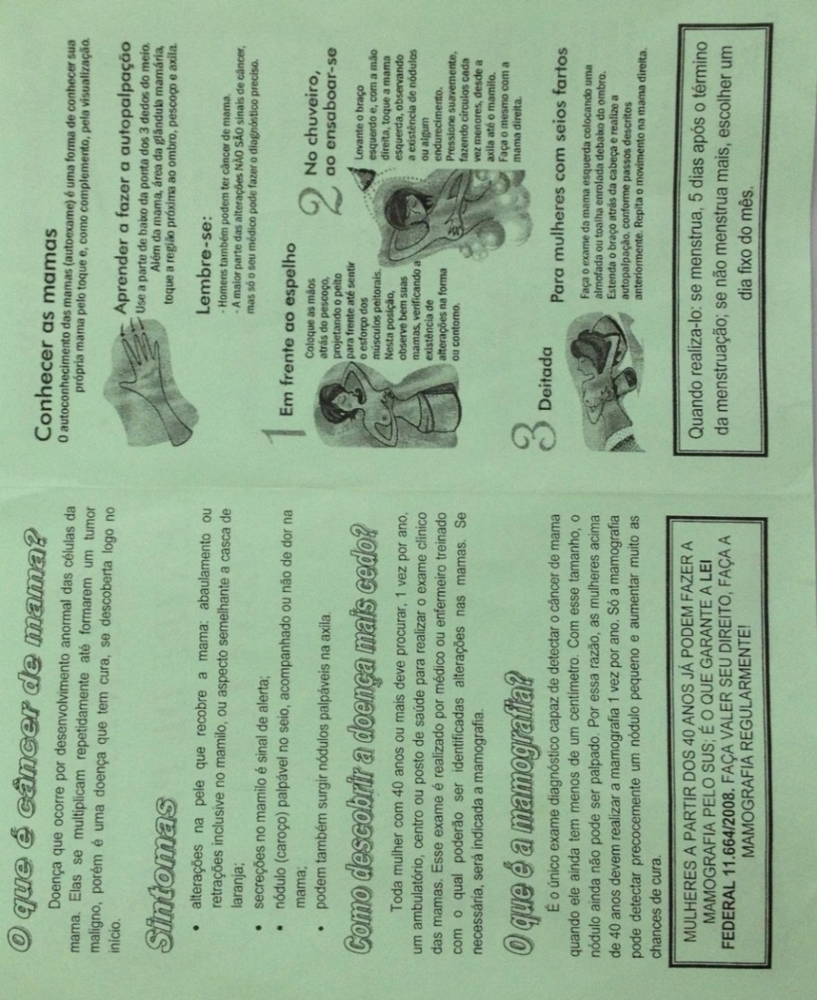 O que é câncer de mama?
Doença que ocorre por desenvolvimento anormal das células da
mama. Elas se multiplicam repetidamente até formarem um tumor
maligno, porém é uma doença que tem cura, se descoberta logo no
início.
Sintomas
• alterações na pele que recobre a mama: abaulamento ou
retrações inclusive no mamilo, ou aspecto semelhante a casca de
laranja;
• secreções no mamilo é sinal de alerta;
• nódulo (caroço) palpável no seio, acompanhado ou não de dor na
mama;
• podem também surgir nódulos palpáveis na axila.
Como descobrir a doença mais cedo?
Toda mulher com 40 anos ou mais deve procurar, 1 vez por ano,
um ambulatório, centro ou posto de saúde para realizar o exame clínico
das mamas. Esse exame é realizado por médico ou enfermeiro treinado
com o qual poderão ser identificadas alterações nas mamas. Se
necessária, será indicada a mamografia.
O que é a mamografia?
É o único exame diagnóstico capaz de detectar o câncer de mama
quando ele ainda tem menos de um centímetro. Com esse tamanho, o
nódulo ainda não pode ser palpado. Por essa razão, as mulheres acima
de 40 anos devem realizar a mamografia 1 vez por ano. Só a mamografia
pode detectar precocemente um nódulo pequeno e aumentar muito as
chances de cura.
MULHERES A PARTIR DOS 40 ANOS JÁ PODEM FAZER A
MAMOGRAFIA PELO SUS; É O QUE GARANTE A LEI
FEDERAL 11.664/2008. FAÇA VALER SEU DIREITO, FAÇA A
MAMOGRAFIA REGULARMENTE!
Conhecer as mamas
O autoconhecimento das mamas (autoexame) é uma forma de conhecer sua
própria mama pelo toque e, como complemento, pela visualização.
Aprender a fazer a autopalpação
Use a parte de baixo da ponta dos 3 dedos do meio.
Além da mama, área da glândula mamária,
toque a região próxima ao ombro, pescoço e axila.
Lembre-se:
- Homens também podem ter câncer de mama.
- A maior parte das alterações NÃO SÃO sinais de câncer,
mas só o seu médico pode fazer o diagnóstico preciso.
1 Em frente ao espelho
Coloque as mãos
atrás do pescoço,
projetando o peito
para frente até sentir
o esforço dos
músculos peitorais.
Nesta posição,
observe bem suas
mamas, verificando a
existência de
alterações na forma
ou contorno.
2 No chuveiro,
ao ensaboar-se
Levante o braço
esquerdo e, com a mão
direita, toque a mama
esquerda, observando
a existência de nódulos
ou algum
endurecimento.
Pressione suavemente,
fazendo círculos cada
vez menores, desde a
axila até o mamilo.
Faça o mesmo com a
mama direita.
3 Deitada
Para mulheres com seios fartos
Faça o exame da mama esquerda colocando uma
almofada ou toalha enrolada debaixo do ombro.
Estenda o braço atrás da cabeça e realize a
autopalpação, conforme passos descritos
anteriormente. Repita o movimento na mama direita.
Quando realiza-lo: se menstrua, 5 dias após o término
da menstruação; se não menstrua mais, escolher um
dia fixo do mês.